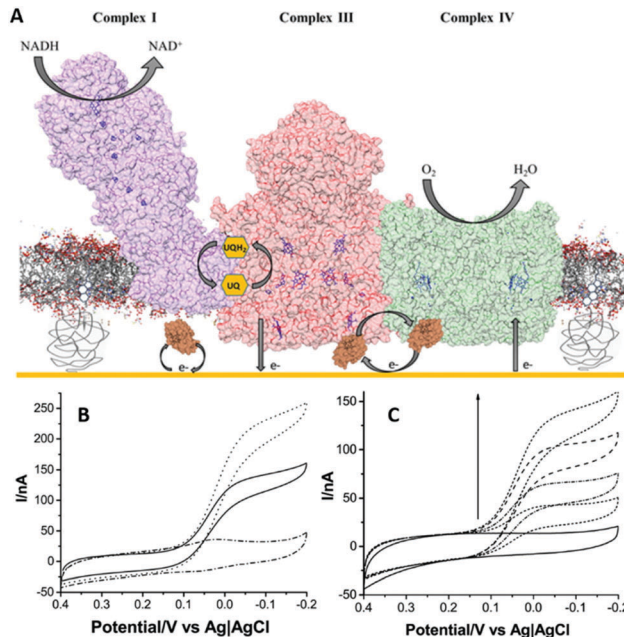 A
Complex I Complex III Complex IV
NADH NAD⁺
O₂ H₂O
UQH₂
UQ
e- e- e- e-
B
I/nA
250
200
150
100
50
0
-50
0.4 0.3 0.2 0.1 0.0 -0.1 -0.2
Potential/V vs Ag|AgCl
C
I/nA
150
100
50
0
-50
0.4 0.3 0.2 0.1 0.0 -0.1 -0.2
Potential/V vs Ag|AgCl